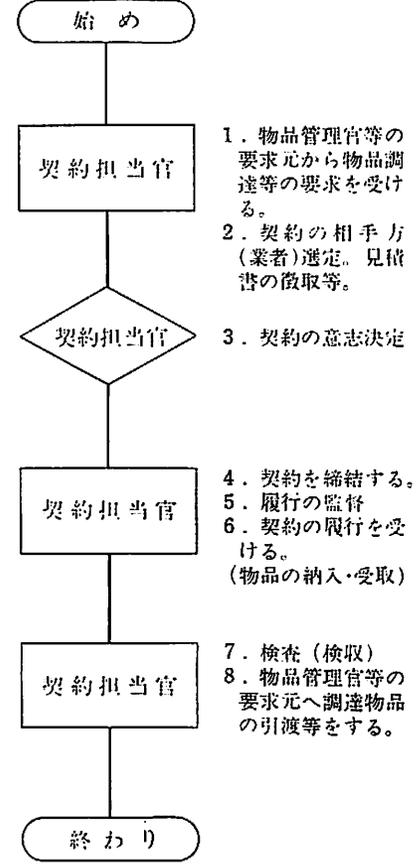 始め
契約担当官
1．物品管理官等の
要求元から物品調
達等の要求を受け
る。
2．契約の相手方
(業者)選定。見積
書の徴取等。
契約担当官
3．契約の意志決定
契約担当官
4．契約を締結する。
5．履行の監督
6．契約の履行を受
ける。
(物品の納入・受取)
契約担当官
7．検査（検収）
8．物品管理官等の
要求元へ調達物品
の引渡等をする。
終わり